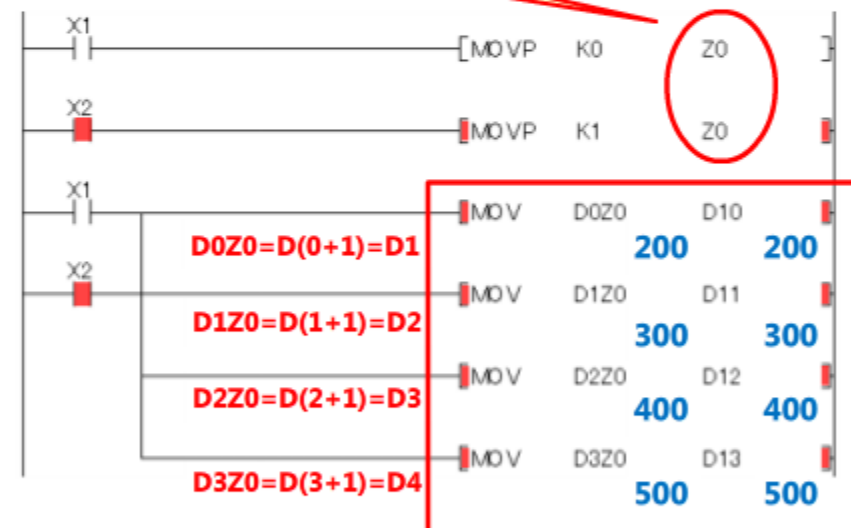 X1
MOVP K0 Z0
X2
MOVP K1 Z0
X1
MOV D0Z0 D10
D0Z0=D(0+1)=D1 200 200
X2
MOV D1Z0 D11
D1Z0=D(1+1)=D2 300 300
MOV D2Z0 D12
D2Z0=D(2+1)=D3 400 400
MOV D3Z0 D13
D3Z0=D(3+1)=D4 500 500